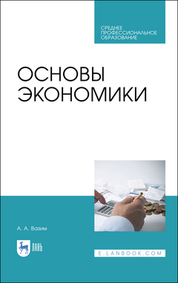 СРЕДНЕЕ
ПРОФЕССИОНАЛЬНОЕ
ОБРАЗОВАНИЕ
ОСНОВЫ
ЭКОНОМИКИ
А. А. Вазим
ЛАНЬ
E.LANBOOK.COM